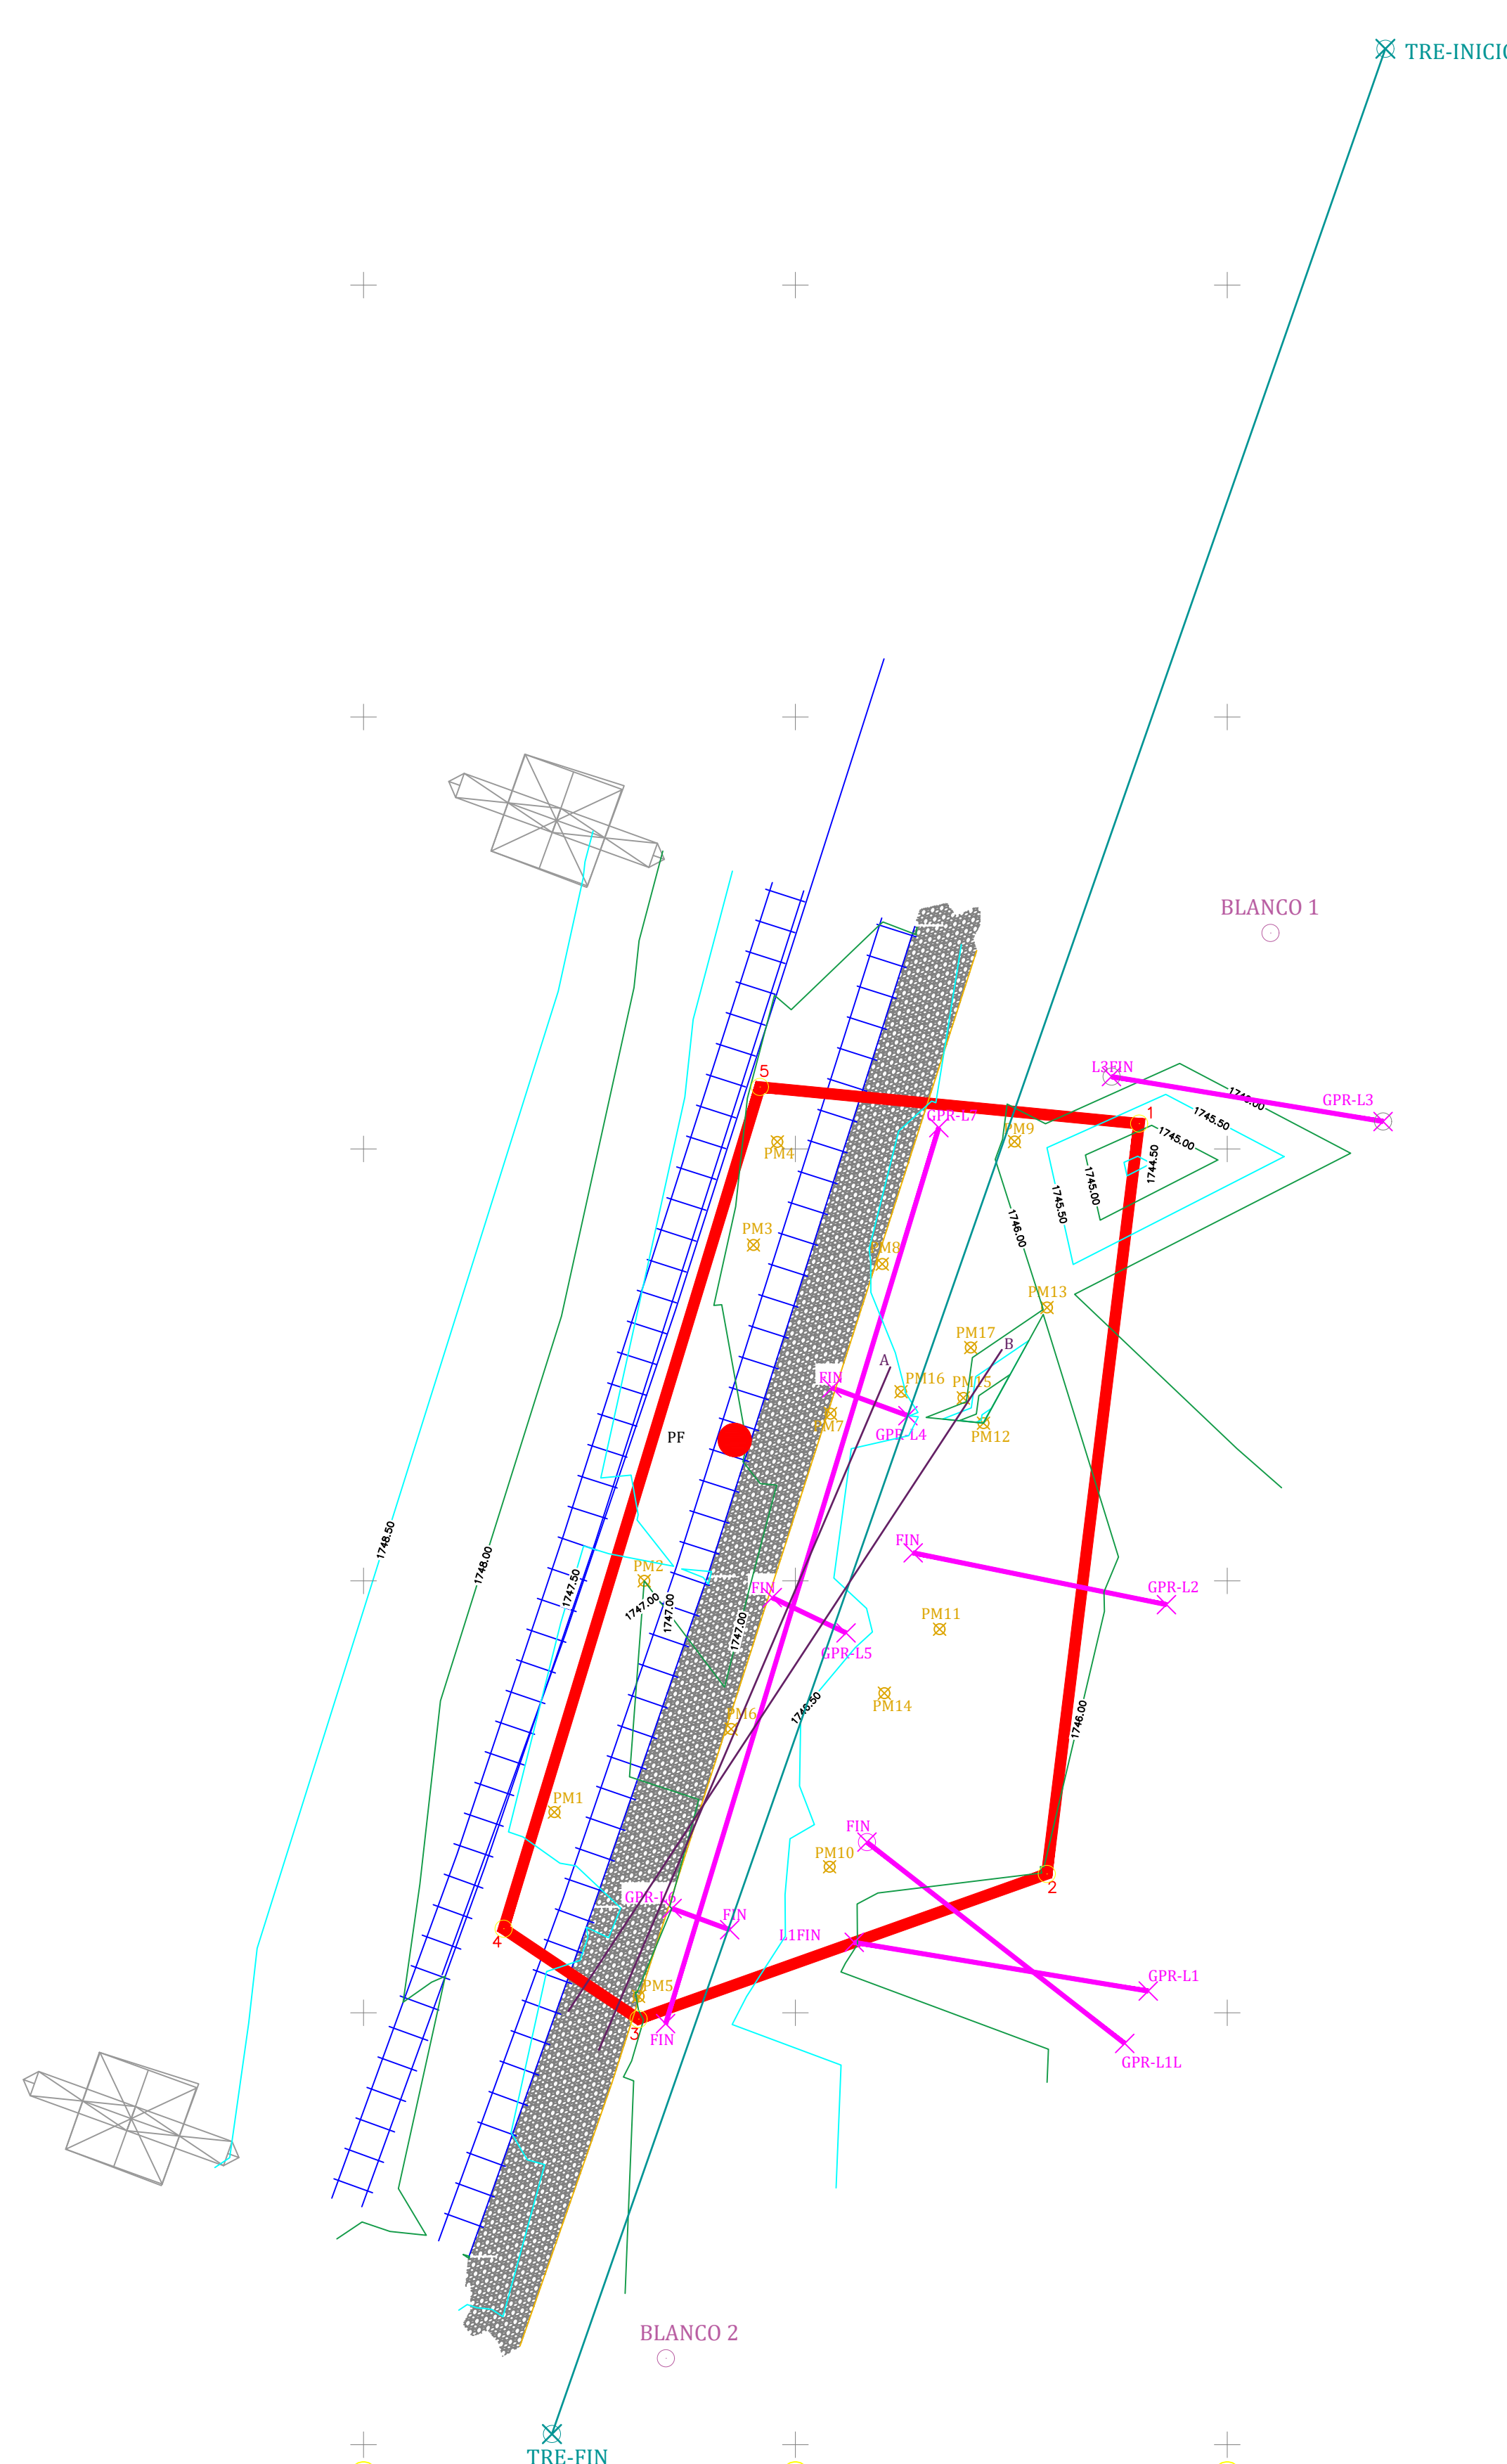 TRE-INICIO
BLANCO 1
L3FIN
GPR-L3
1746.00
5
1
1745.50
GPR-L7
PM9
PM4
1745.00
1744.50
1745.00
1745.50
1746.00
PM3
PM8
PM13
PM17
A
B
FIN
PM16
PM15
PM7
GPR-L4
PM12
PF
1748.50
1748.00
FIN
PM2
1747.50
1747.00
1747.00
FIN
GPR-L2
1747.00
PM11
GPR-L5
PM14
1746.50
PM6
1746.00
PM1
FIN
PM10
2
GPR-L6
FIN
L1FIN
4
GPR-L1
PM5
3
FIN
GPR-L1L
BLANCO 2
TRE-FIN